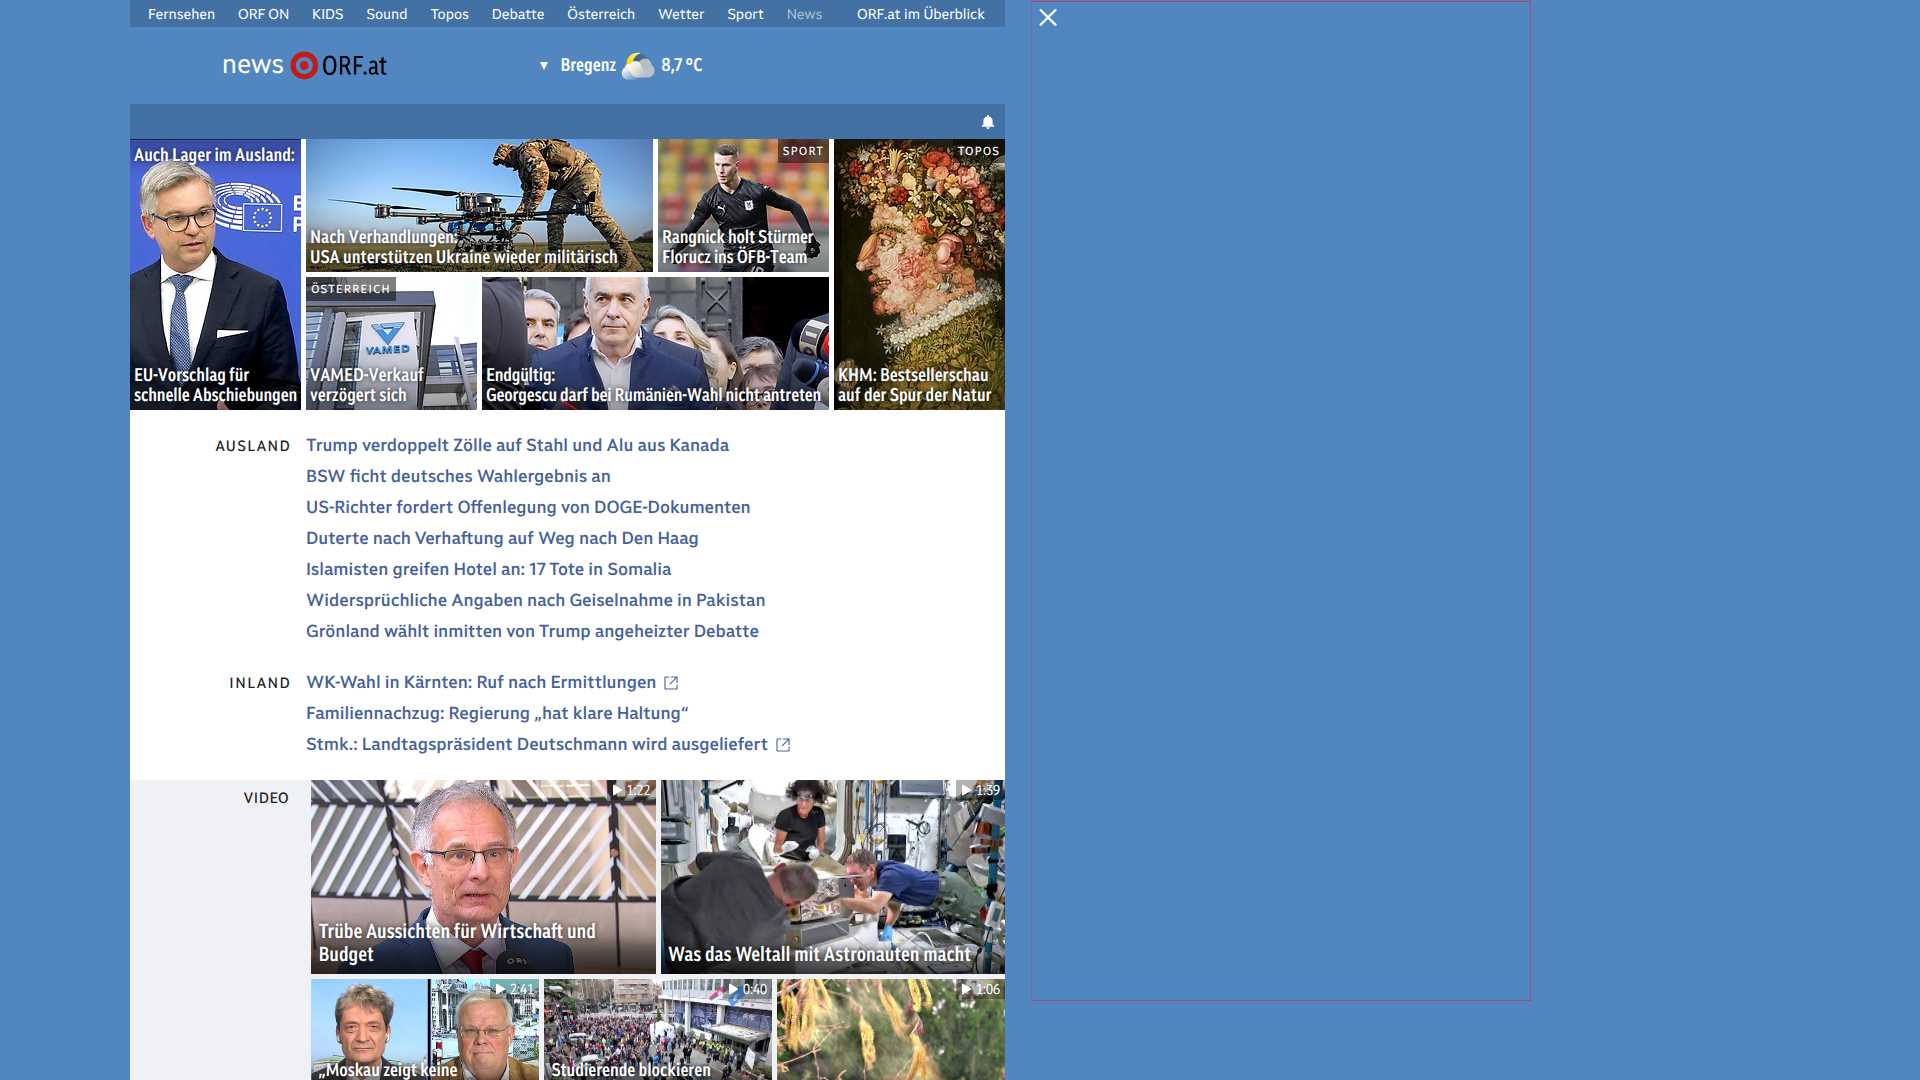 Fernsehen ORF ON KIDS Sound Topos Debatte Österreich Wetter Sport News ORF.at im Überblick
news ORF.at
Bregenz 8,7 °C
Auch Lager im Ausland:
EU-Vorschlag für
schnelle Abschiebungen
Nach Verhandlungen:
USA unterstützen Ukraine wieder militärisch
SPORT
Rangnick holt Stürmer
Florucz ins ÖFB-Team
TOPOS
KHM: Bestsellerschau
auf der Spur der Natur
ÖSTERREICH
VAMED
VAMED-Verkauf
verzögert sich
Endgültig:
Georgescu darf bei Rumänien-Wahl nicht antreten
AUSLAND
Trump verdoppelt Zölle auf Stahl und Alu aus Kanada
BSW ficht deutsches Wahlergebnis an
US-Richter fordert Offenlegung von DOGE-Dokumenten
Duterte nach Verhaftung auf Weg nach Den Haag
Islamisten greifen Hotel an: 17 Tote in Somalia
Widersprüchliche Angaben nach Geiselnahme in Pakistan
Grönland wählt inmitten von Trump angeheizter Debatte
INLAND
WK-Wahl in Kärnten: Ruf nach Ermittlungen
Familiennachzug: Regierung „hat klare Haltung“
Stmk.: Landtagspräsident Deutschmann wird ausgeliefert
VIDEO
1:22
Trübe Aussichten für Wirtschaft und
Budget
1:39
Was das Weltall mit Astronauten macht
2:41
„Moskau zeigt keine
0:40
Studierende blockieren
1:06